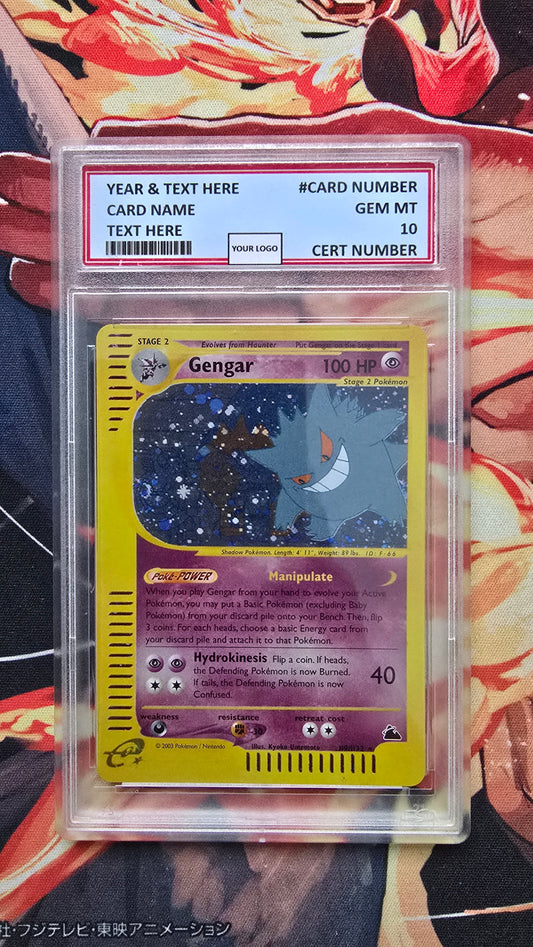 YEAR & TEXT HERE #CARD NUMBER
CARD NAME GEM MT
TEXT HERE 10
YOUR LOGO CERT NUMBER
STAGE 2 Evolves from Haunter Put Gengar on the Stage 1 card
Gengar 100 HP
Stage 2 Pokémon
Shadow Pokémon. Length: 4' 11", Weight: 89 lbs. ID: F-66
Poké-POWER Manipulate
When you play Gengar from your hand to evolve your Active
Pokémon, you may put a Basic Pokémon (excluding Baby
Pokémon) from your discard pile onto your Bench. Then, flip
3 coins. For each heads, choose a basic Energy card from
your discard pile and attach it to that Pokémon.
Hydrokinesis Flip a coin. If heads,
the Defending Pokémon is now Burned.
If tails, the Defending Pokémon is now
Confused.
40
weakness resistance retreat cost
-30
© 2003 Pokémon / Nintendo Illus. Kyoko Umemoto
社・フジテレビ・東映アニメーション